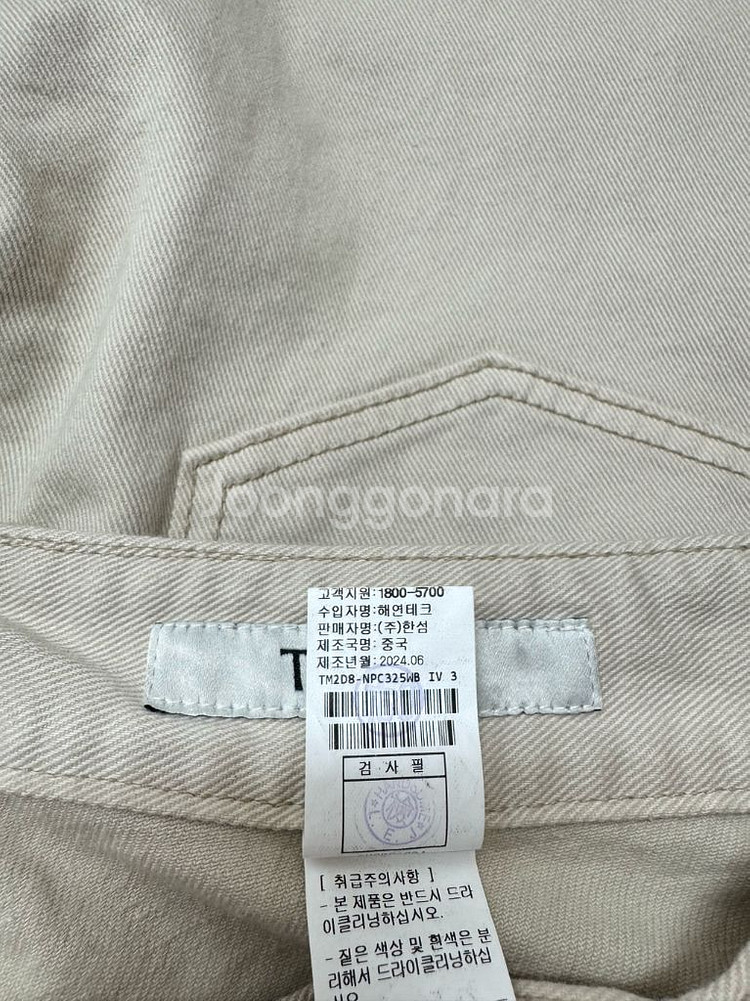 joonggonara
고객지원:1800-5700
수입자명:해연테크
판매자명:(주)한섬
제조국명: 중국
제조년월: 2024.06
T
TM2D8-NPC325WB IV 3
검 사 필
L.E.J
[ 취급주의사항 ]
- 본 제품은 반드시 드라
이클리닝하십시오.
- 짙은 색상 및 흰색은 분
리해서 드라이클리닝하십
시오.